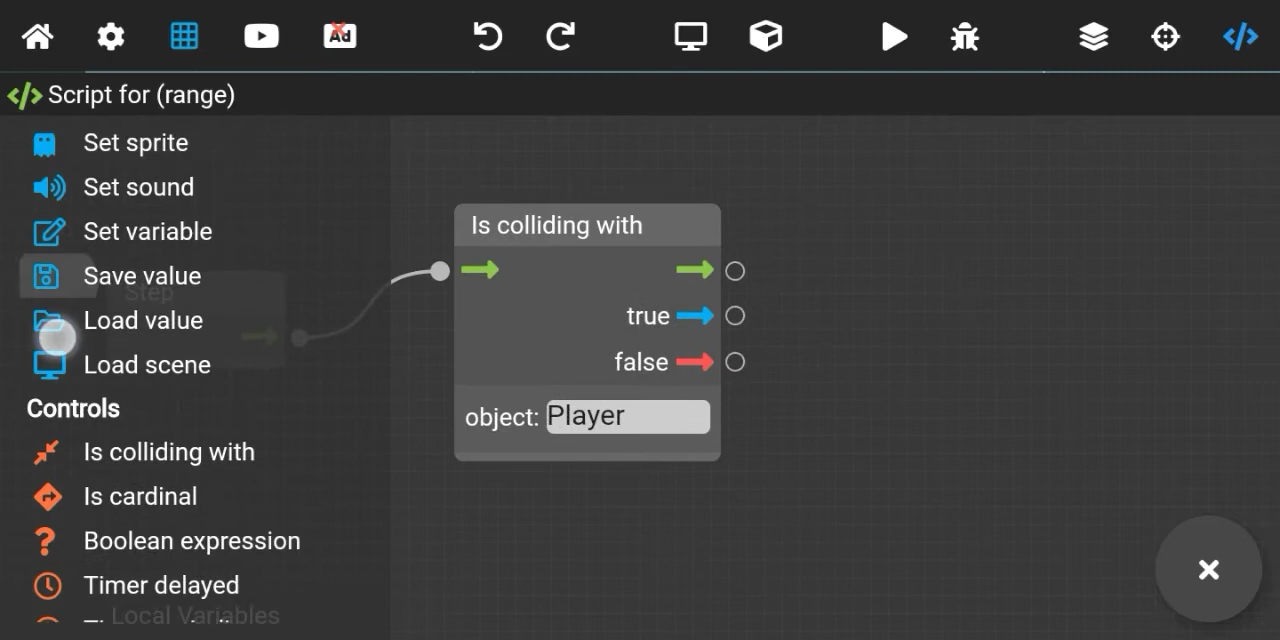 Ad
</> Script for (range)
Set sprite
Set sound
Set variable
Save value
Step
Load value
Load scene
Controls
Is colliding with
Is cardinal
Boolean expression
Timer delayed
Local Variables
Is colliding with
true
false
object: Player